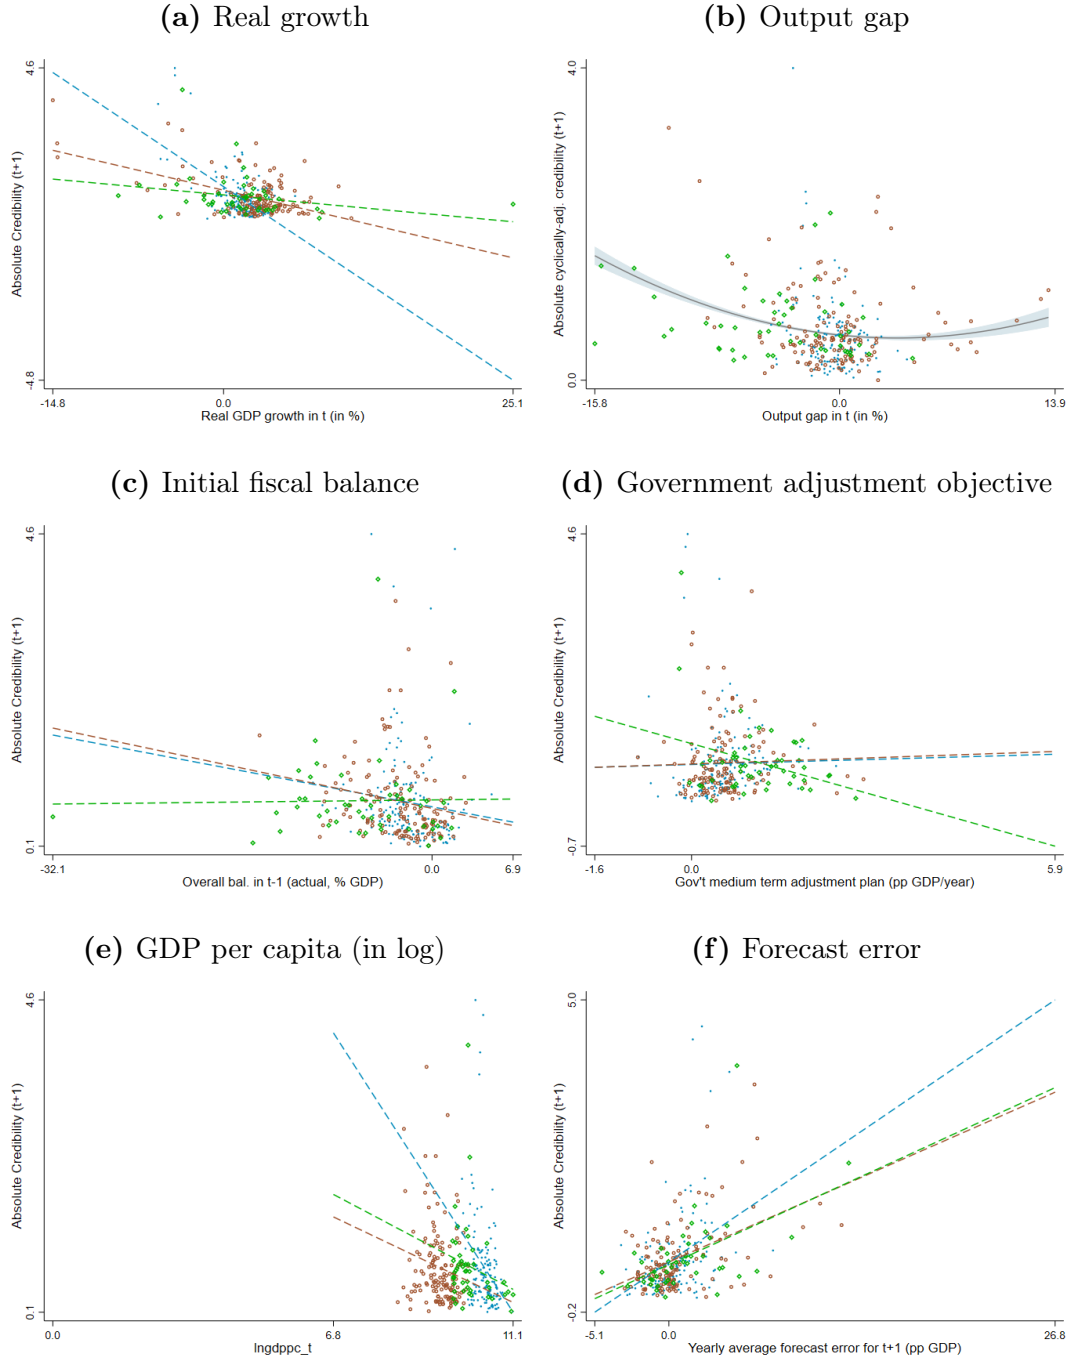 (a) Real growth
(b) Output gap
Absolute Credibility (t+1)
4.6
-4.8
-14.8
0.0
25.1
Real GDP growth in t (in %)
Absolute cyclically-adj. credibility (t+1)
4.0
0.0
-15.8
0.0
13.9
Output gap in t (in %)
(c) Initial fiscal balance
(d) Government adjustment objective
Absolute Credibility (t+1)
4.6
0.1
-32.1
0.0
6.9
Overall bal. in t-1 (actual, % GDP)
Absolute Credibility (t+1)
4.6
-0.7
-1.6
0.0
5.9
Gov't medium term adjustment plan (pp GDP/year)
(e) GDP per capita (in log)
(f) Forecast error
Absolute Credibility (t+1)
4.6
0.1
0.0
6.8
11.1
lngdppc_t
Absolute Credibility (t+1)
5.0
-0.2
-5.1
0.0
26.8
Yearly average forecast error for t+1 (pp GDP)